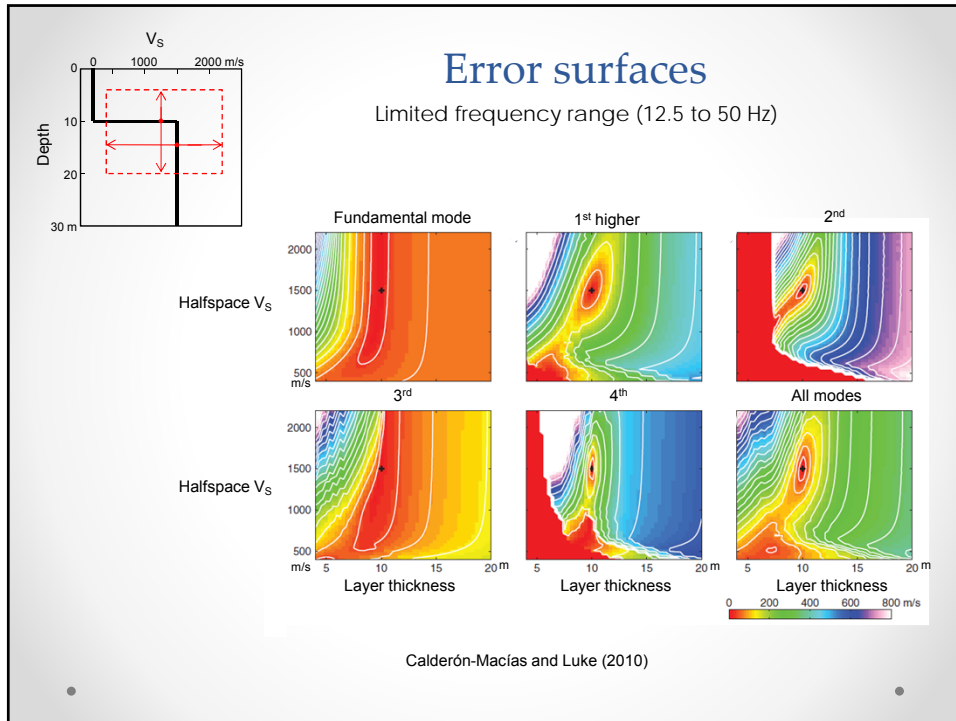 Error surfaces
Limited frequency range (12.5 to 50 Hz)
V_S
0 1000 2000 m/s
Depth
0
10
20
30 m
Fundamental mode
1st higher
2nd
Halfspace V_S
2000
1500
1000
500
m/s
3rd
4th
All modes
Halfspace V_S
2000
1500
1000
500
m/s
5 10 15 20 m
5 10 15 20 m
5 10 15 20 m
Layer thickness
Layer thickness
Layer thickness
0 200 400 600 800 m/s
Calderón-Macías and Luke (2010)